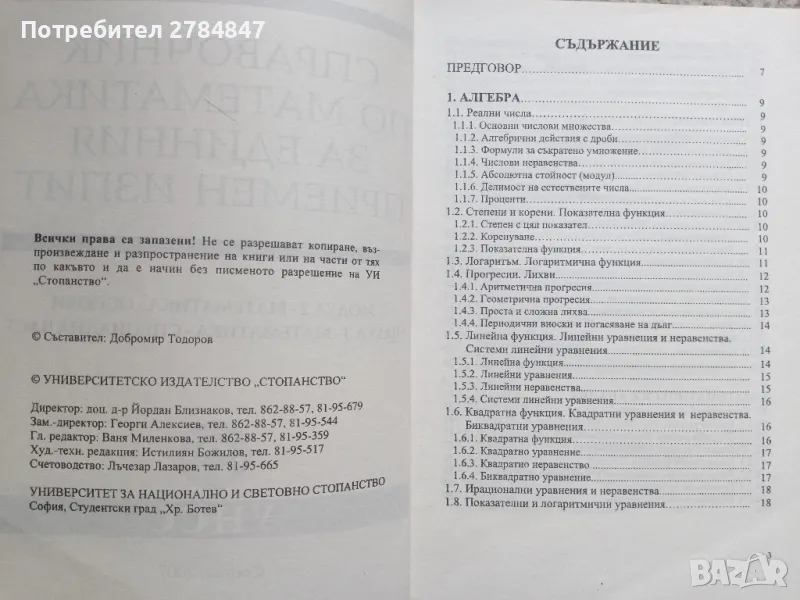 Потребител 2784847
Всички права са запазени! Не се разрешават копиране, въз-
произвеждане и разпространение на книги или на части от тях
по какъвто и да е начин без писменото разрешение на УИ
„Стопанство“.
© Съставител: Добромир Тодоров
© УНИВЕРСИТЕТСКО ИЗДАТЕЛСТВО „СТОПАНСТВО“
Директор: доц. д-р Йордан Близнаков, тел. 862-88-57, 81-95-679
Зам.-директор: Георги Алексиев, тел. 862-88-57, 81-95-544
Гл. редактор: Ваня Миленкова, тел. 81-95-359
Худ.-техн. редакция: Истилиян Божилов, тел. 81-95-517
Счетоводство: Лъчезар Лазаров, тел. 81-95-665
УНИВЕРСИТЕТ ЗА НАЦИОНАЛНО И СВЕТОВНО СТОПАНСТВО
София, Студентски град „Хр. Ботев“
СЪДЪРЖАНИЕ
ПРЕДГОВОР 7
1. АЛГЕБРА 9
1.1. Реални числа 9
1.1.1. Основни числови множества 9
1.1.2. Алгебрични действия с дроби 9
1.1.3. Формули за съкратено умножение 9
1.1.4. Числови неравенства 9
1.1.5. Абсолютна стойност (модул) 9
1.1.6. Делимост на естествените числа 10
1.1.7. Проценти 10
1.2. Степени и корени. Показателна функция 10
1.2.1. Степен с цял показател 10
1.2.2. Коренуване 10
1.2.3. Показателна функция 11
1.3. Логаритъм. Логаритмична функция 11
1.4. Прогресии. Лихви 12
1.4.1. Аритметична прогресия 12
1.4.2. Геометрична прогресия 13
1.4.3. Проста и сложна лихва 13
1.4.4. Периодични вноски и погасяване на дълг 14
1.5. Линейна функция. Линейни уравнения и неравенства.
Системи линейни уравнения 14
1.5.1. Линейна функция 14
1.5.2. Линейни уравнения 15
1.5.3. Линейни неравенства 15
1.5.4. Системи линейни уравнения 16
1.6. Квадратна функция. Квадратни уравнения и неравенства.
Биквадратни уравнения 16
1.6.1. Квадратна функция 16
1.6.2. Квадратно уравнение 17
1.6.3. Квадратно неравенство 17
1.6.4. Биквадратно уравнение 17
1.7. Ирационални уравнения и неравенства 18
1.8. Показателни и логаритмични уравнения 18
3
BAZAR